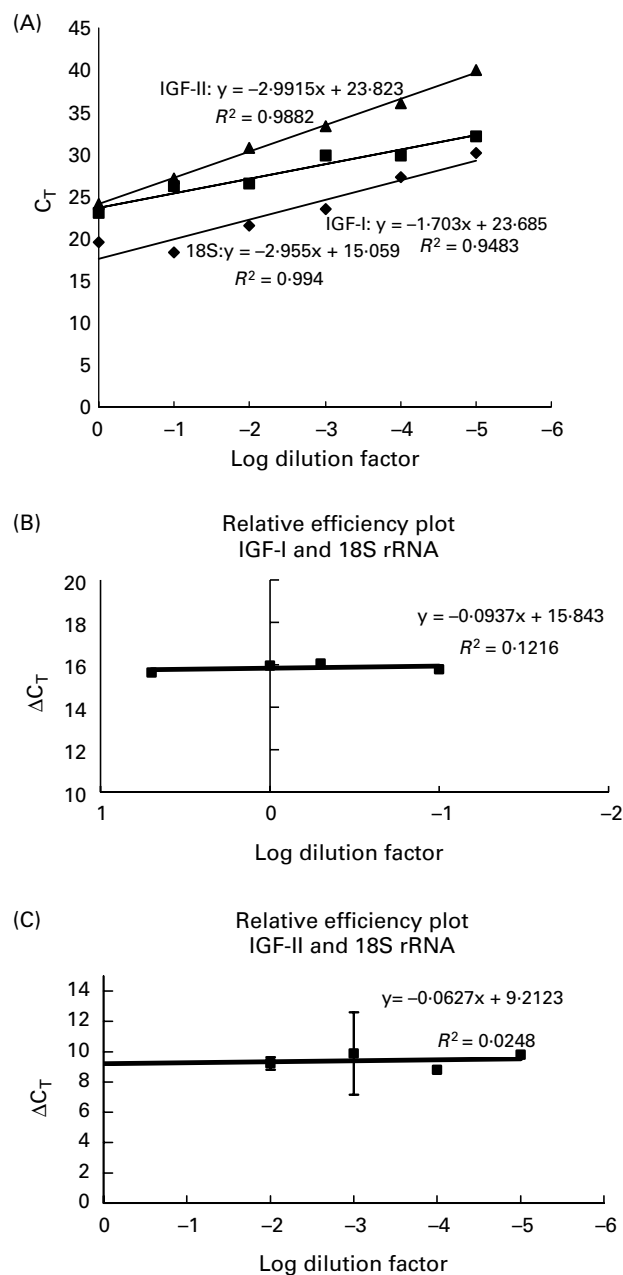 (A)
45
40
35
30
25
20
15
10
5
0
C_T
IGF-II: y = −2·9915x + 23·823
R² = 0·9882
IGF-I: y = −1·703x + 23·685
R² = 0·9483
18S:y = −2·955x + 15·059
R² = 0·994
0 −1 −2 −3 −4 −5 −6
Log dilution factor
(B)
Relative efficiency plot
IGF-I and 18S rRNA
20
18
16
14
12
10
ΔC_T
y = −0·0937x + 15·843
R² = 0·1216
1 0 −1 −2
Log dilution factor
(C)
Relative efficiency plot
IGF-II and 18S rRNA
14
12
10
8
6
4
2
0
ΔC_T
y= −0·0627x + 9·2123
R² = 0·0248
0 −1 −2 −3 −4 −5 −6
Log dilution factor